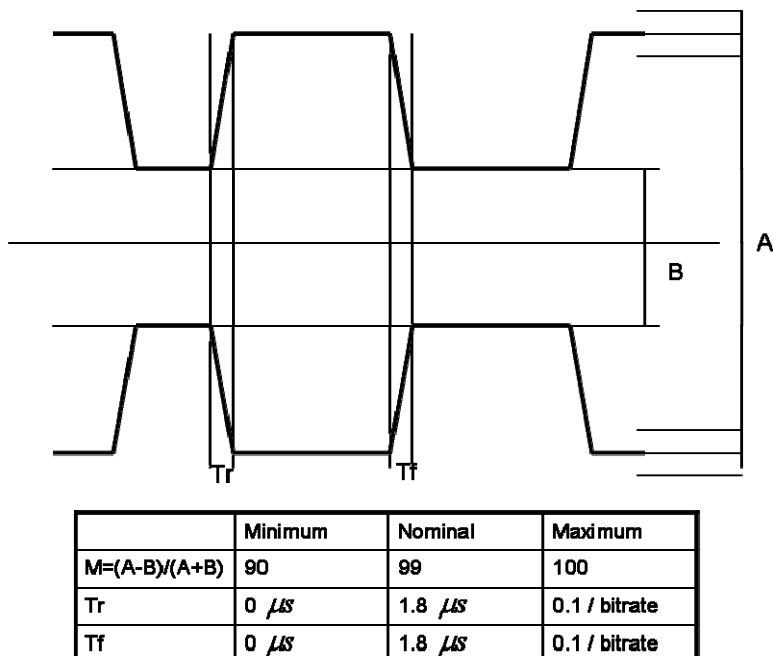 A
B
Tr Tf
Minimum Nominal Maximum
M=(A-B)/(A+B) 90 99 100
Tr 0 μs 1.8 μs 0.1 / bitrate
Tf 0 μs 1.8 μs 0.1 / bitrate